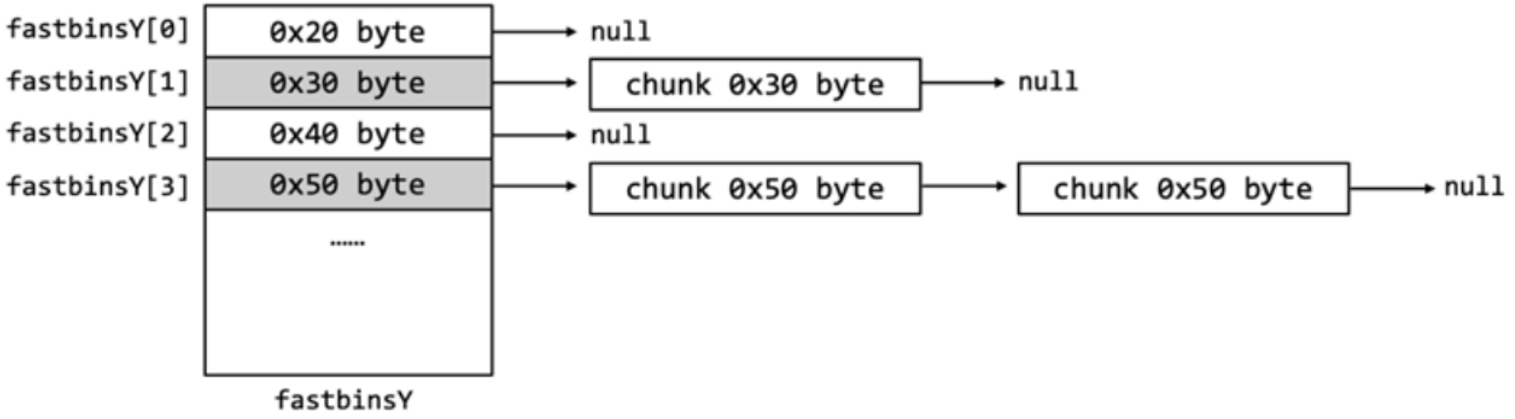 fastbinsY[0] 0x20 byte null
fastbinsY[1] 0x30 byte chunk 0x30 byte null
fastbinsY[2] 0x40 byte null
fastbinsY[3] 0x50 byte chunk 0x50 byte chunk 0x50 byte null
......
fastbinsY